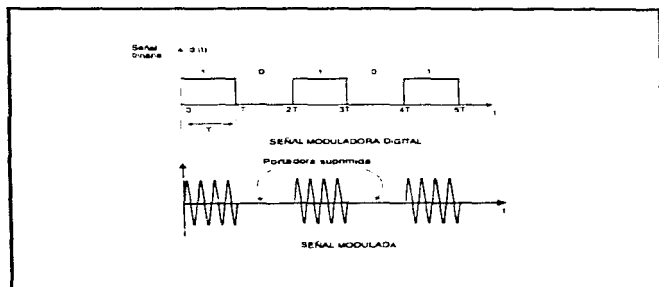 Señal binaria d (t)
1 0 1 0 1
0 T 2T 3T 4T 5T t
T
SEÑAL MODULADORA DIGITAL
Portadora suprimida
t
SEÑAL MODULADA